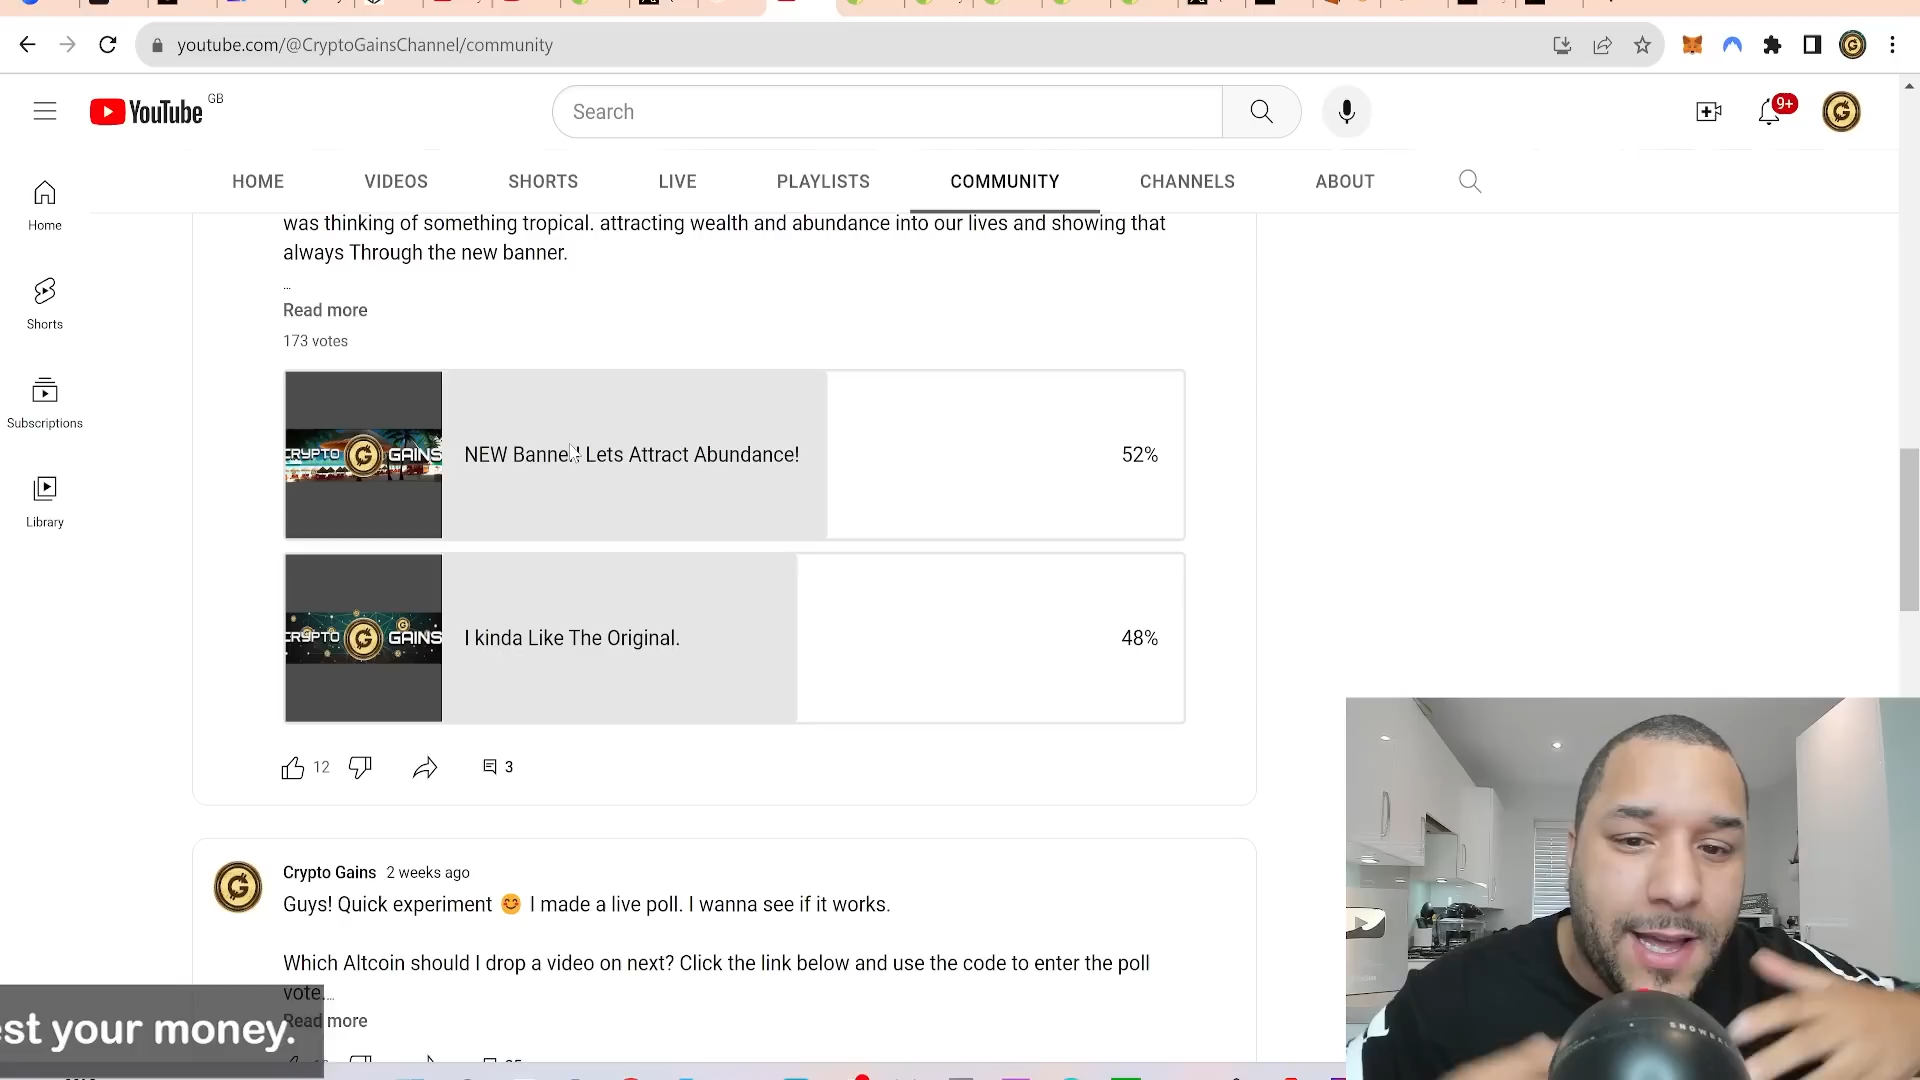 youtube.com/@CryptoGainsChannel/community
YouTube GB
Search
9+
HOME VIDEOS SHORTS LIVE PLAYLISTS COMMUNITY CHANNELS ABOUT
Home
Shorts
Subscriptions
Library
was thinking of something tropical. attracting wealth and abundance into our lives and showing that
always Through the new banner.
...
Read more
173 votes
CRYPTO G GAINS
NEW Banner! Lets Attract Abundance! 52%
CRYPTO G GAINS
I kinda Like The Original. 48%
12 3
Crypto Gains 2 weeks ago
Guys! Quick experiment 😊 I made a live poll. I wanna see if it works.
Which Altcoin should I drop a video on next? Click the link below and use the code to enter the poll
vote...
Read more
est your money.